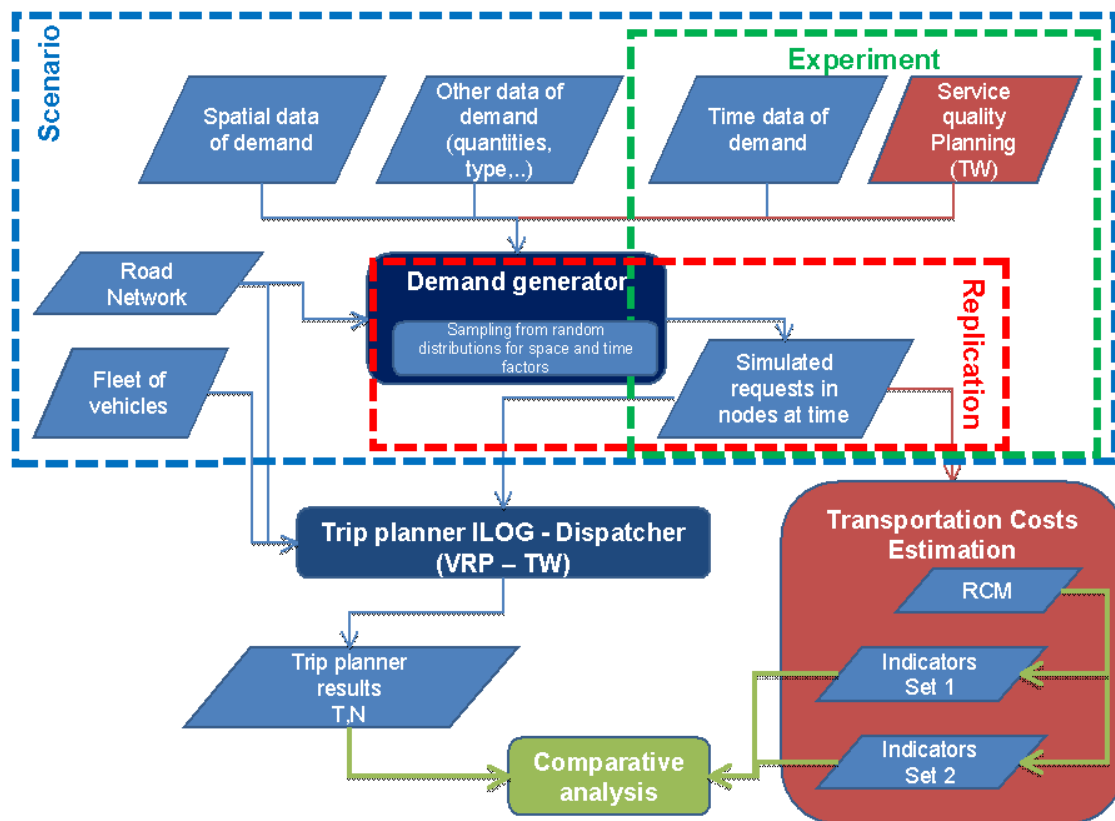 Scenario
Experiment
Spatial data
of demand
Other data of
demand
(quantities,
type,..)
Time data of
demand
Service
quality
Planning
(TW)
Road
Network
Demand generator
Sampling from random
distributions for space and time
factors
Replication
Fleet of
vehicles
Simulated
requests in
nodes at time
Trip planner ILOG - Dispatcher
(VRP – TW)
Transportation Costs
Estimation
RCM
Trip planner
results
T,N
Indicators
Set 1
Indicators
Set 2
Comparative
analysis